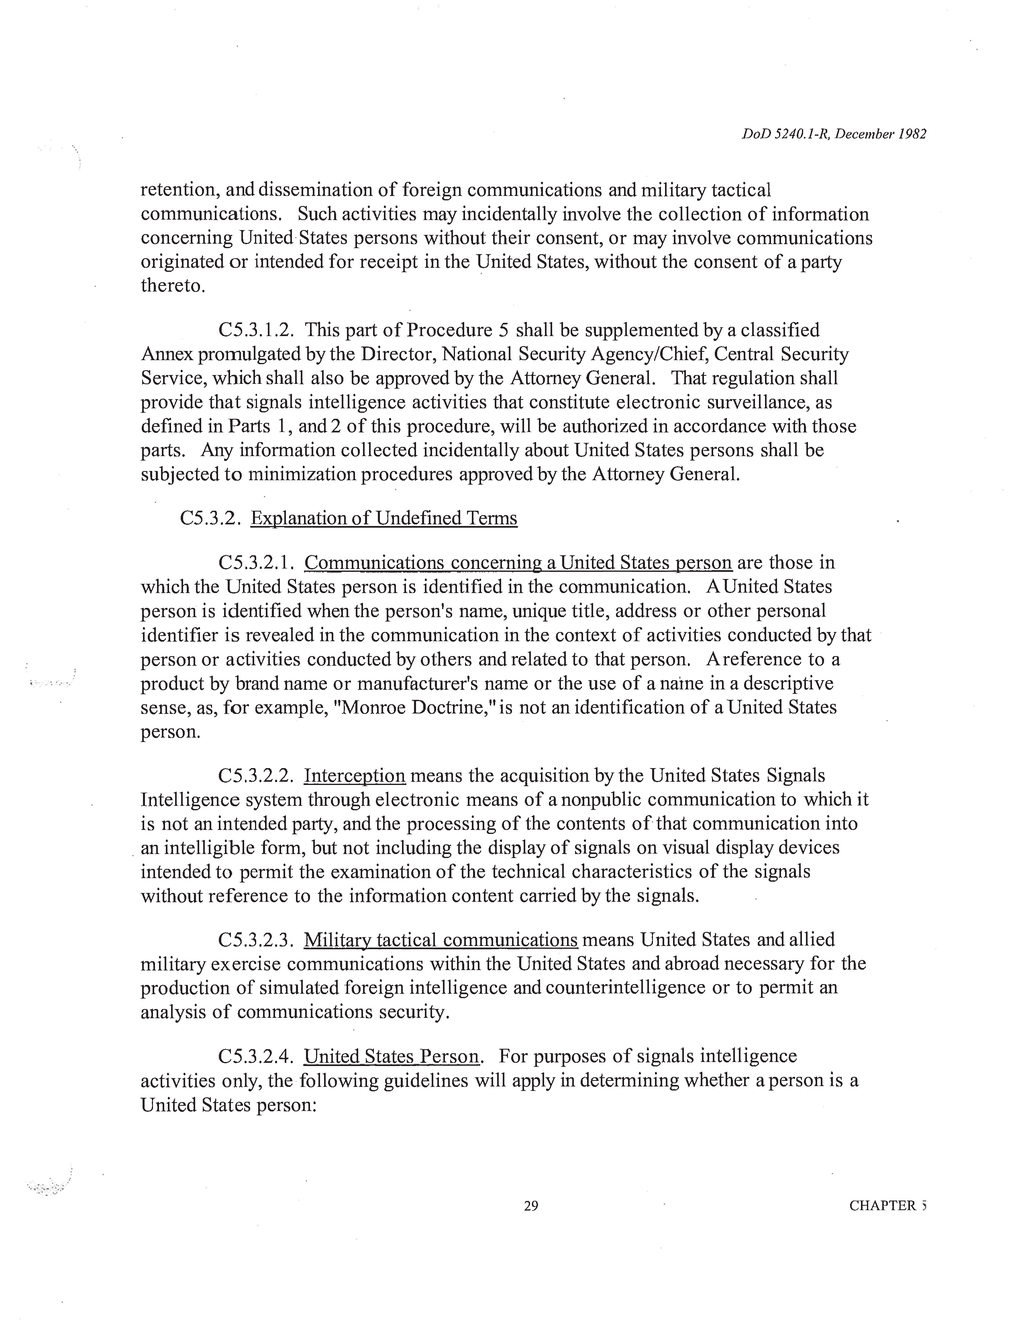 DoD 5240.1-R, December 1982
retention, and dissemination of foreign communications and military tactical
communications. Such activities may incidentally involve the collection of information
concerning United States persons without their consent, or may involve communications
originated or intended for receipt in the United States, without the consent of a party
thereto.
C5.3.1.2. This part of Procedure 5 shall be supplemented by a classified
Annex promulgated by the Director, National Security Agency/Chief, Central Security
Service, which shall also be approved by the Attorney General. That regulation shall
provide that signals intelligence activities that constitute electronic surveillance, as
defined in Parts 1, and 2 of this procedure, will be authorized in accordance with those
parts. Any information collected incidentally about United States persons shall be
subjected to minimization procedures approved by the Attorney General.
C5.3.2. Explanation of Undefined Terms
C5.3.2.1. Communications concerning a United States person are those in
which the United States person is identified in the communication. A United States
person is identified when the person's name, unique title, address or other personal
identifier is revealed in the communication in the context of activities conducted by that
person or activities conducted by others and related to that person. A reference to a
product by brand name or manufacturer's name or the use of a name in a descriptive
sense, as, for example, "Monroe Doctrine," is not an identification of a United States
person.
C5.3.2.2. Interception means the acquisition by the United States Signals
Intelligence system through electronic means of a nonpublic communication to which it
is not an intended party, and the processing of the contents of that communication into
an intelligible form, but not including the display of signals on visual display devices
intended to permit the examination of the technical characteristics of the signals
without reference to the information content carried by the signals.
C5.3.2.3. Military tactical communications means United States and allied
military exercise communications within the United States and abroad necessary for the
production of simulated foreign intelligence and counterintelligence or to permit an
analysis of communications security.
C5.3.2.4. United States Person. For purposes of signals intelligence
activities only, the following guidelines will apply in determining whether a person is a
United States person:
29
CHAPTER 5